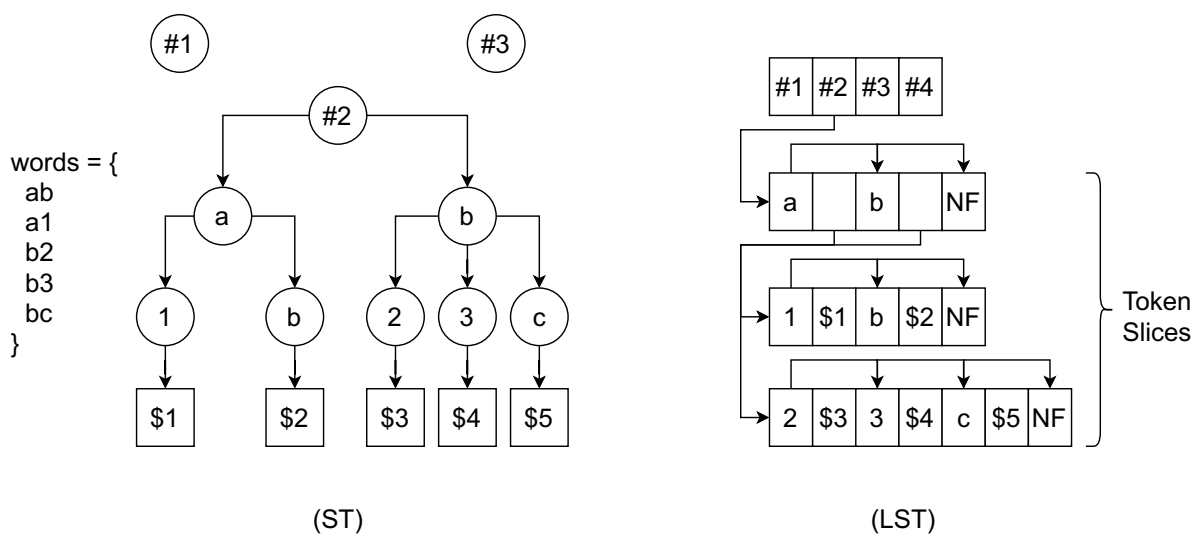 #1 #3
#2
words = {
ab
a1
b2
b3
bc
}
a b
1 b 2 3 c
$1 $2 $3 $4 $5
(ST)
#1 #2 #3 #4
a b NF
1 $1 b $2 NF
2 $3 3 $4 c $5 NF
Token
Slices
(LST)